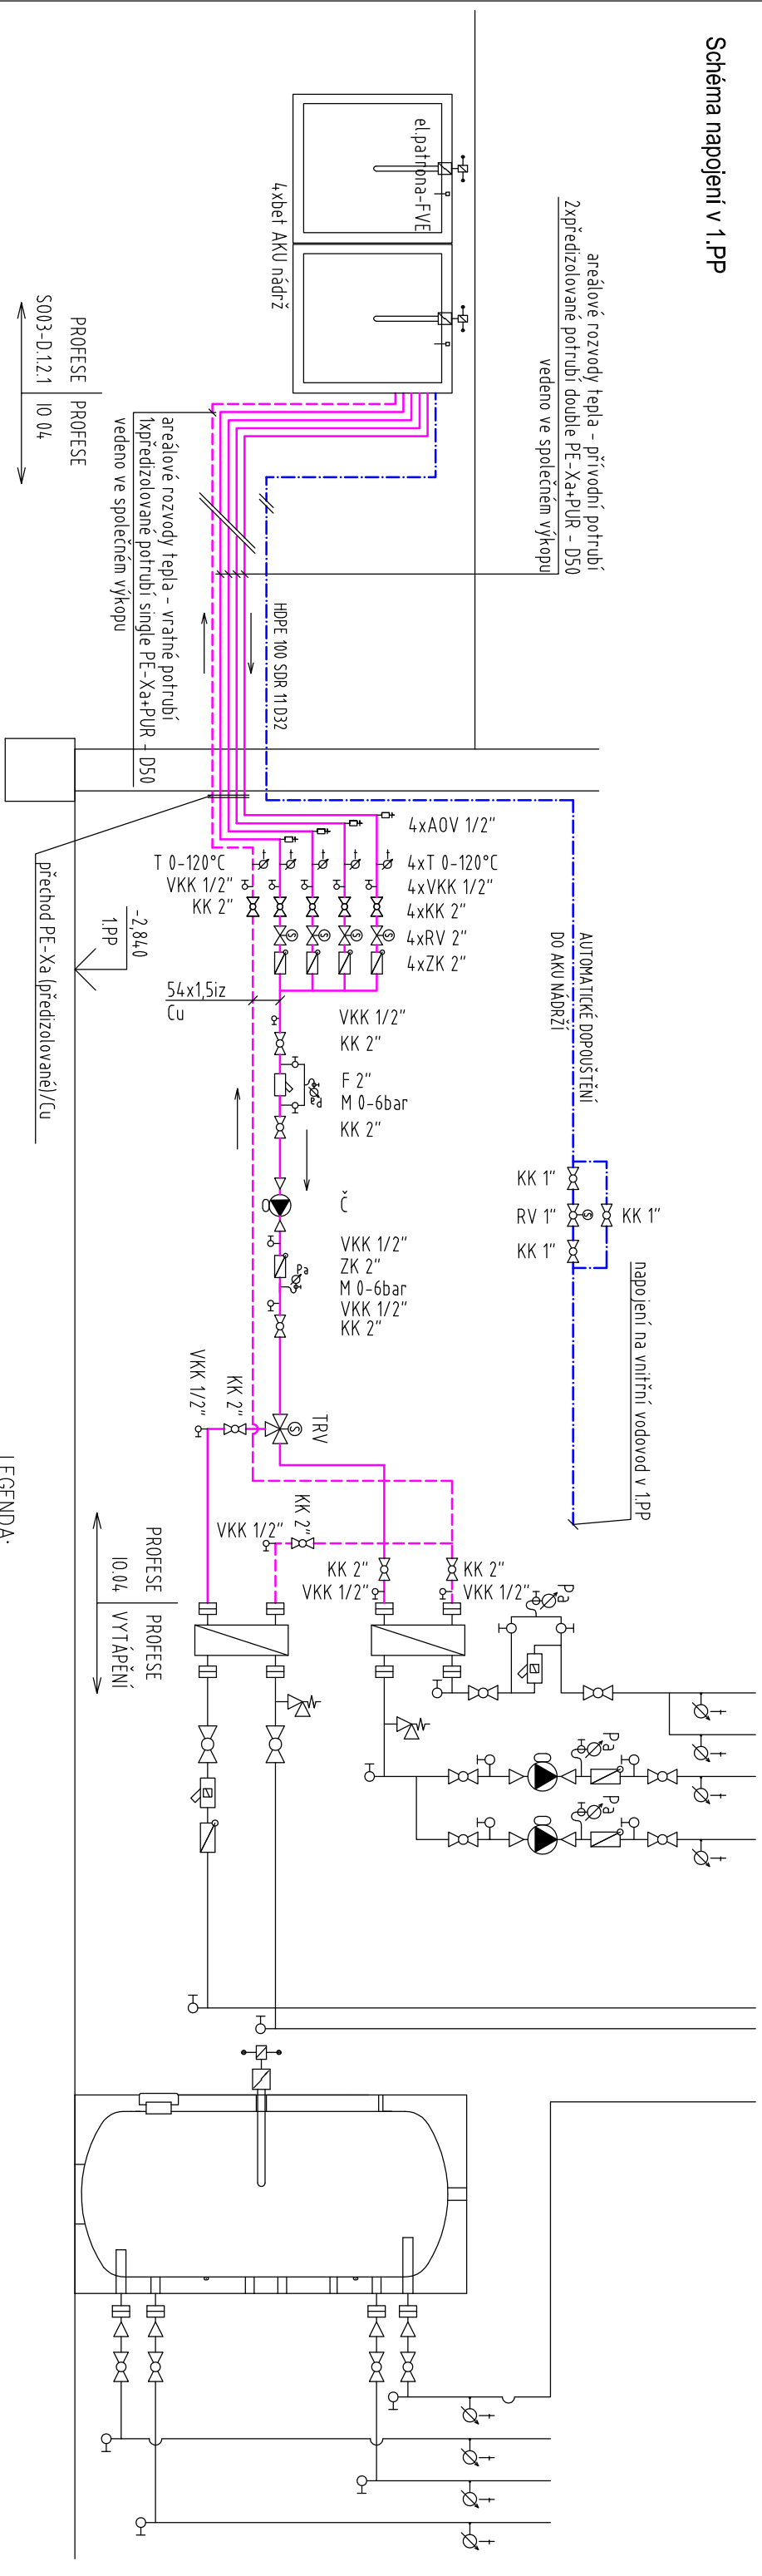 Schéma napojení v 1.PP
areálové rozvody tepla - přívodní potrubí
2xpředizolované potrubí double PE-Xa+PUR - D50
vedeno ve společném výkopu
el.patrona-FVE
4xbet AKU nádrž
PROFESE
S003-D.1.2.1
PROFESE
IO 04
areálové rozvody tepla - vratné potrubí
1xpředizolované potrubí single PE-Xa+PUR - D50
vedeno ve společném výkopu
HDPE 100 SDR 11 D32
přechod PE-Xa (předizolované)/Cu
-2,840
1.PP
4xAOV 1/2"
t
t
t
t
t
T 0-120°C
VKK 1/2"
KK 2"
4xT 0-120°C
4xVKK 1/2"
4xKK 2"
4xRV 2"
4xZK 2"
S
S
S
S
54x1,5iz
Cu
AUTOMATICKÉ DOPOUŠTĚNÍ
DO AKU NÁDRŽÍ
VKK 1/2"
KK 2"
F 2"
M 0-6bar
KK 2"
Pa
Č
VKK 1/2"
ZK 2"
M 0-6bar
VKK 1/2"
KK 2"
Pa
KK 1"
RV 1"
KK 1"
KK 1"
S
napojení na vnitřní vodovod v 1.PP
TRV
S
KK 2"
VKK 1/2"
KK 2"
VKK 1/2"
KK 2"
VKK 1/2"
KK 2"
VKK 1/2"
PROFESE
IO.04
PROFESE
VYTÁPĚNÍ
LEGENDA:
Pa
Pa
Pa
t
t
t
t
t
t
t
t